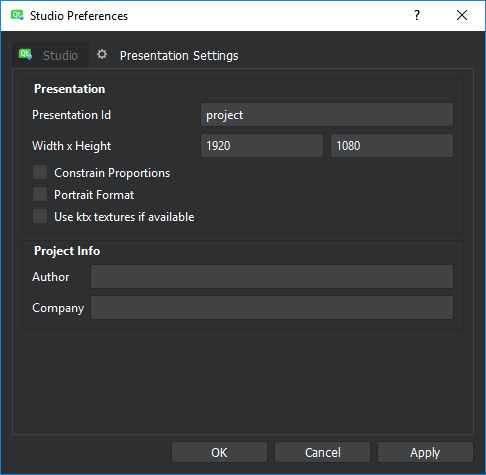 Studio Preferences
?
Studio Presentation Settings
Presentation
Presentation Id project
Width x Height 1920 1080
Constrain Proportions
Portrait Format
Use ktx textures if available
Project Info
Author
Company
OK Cancel Apply